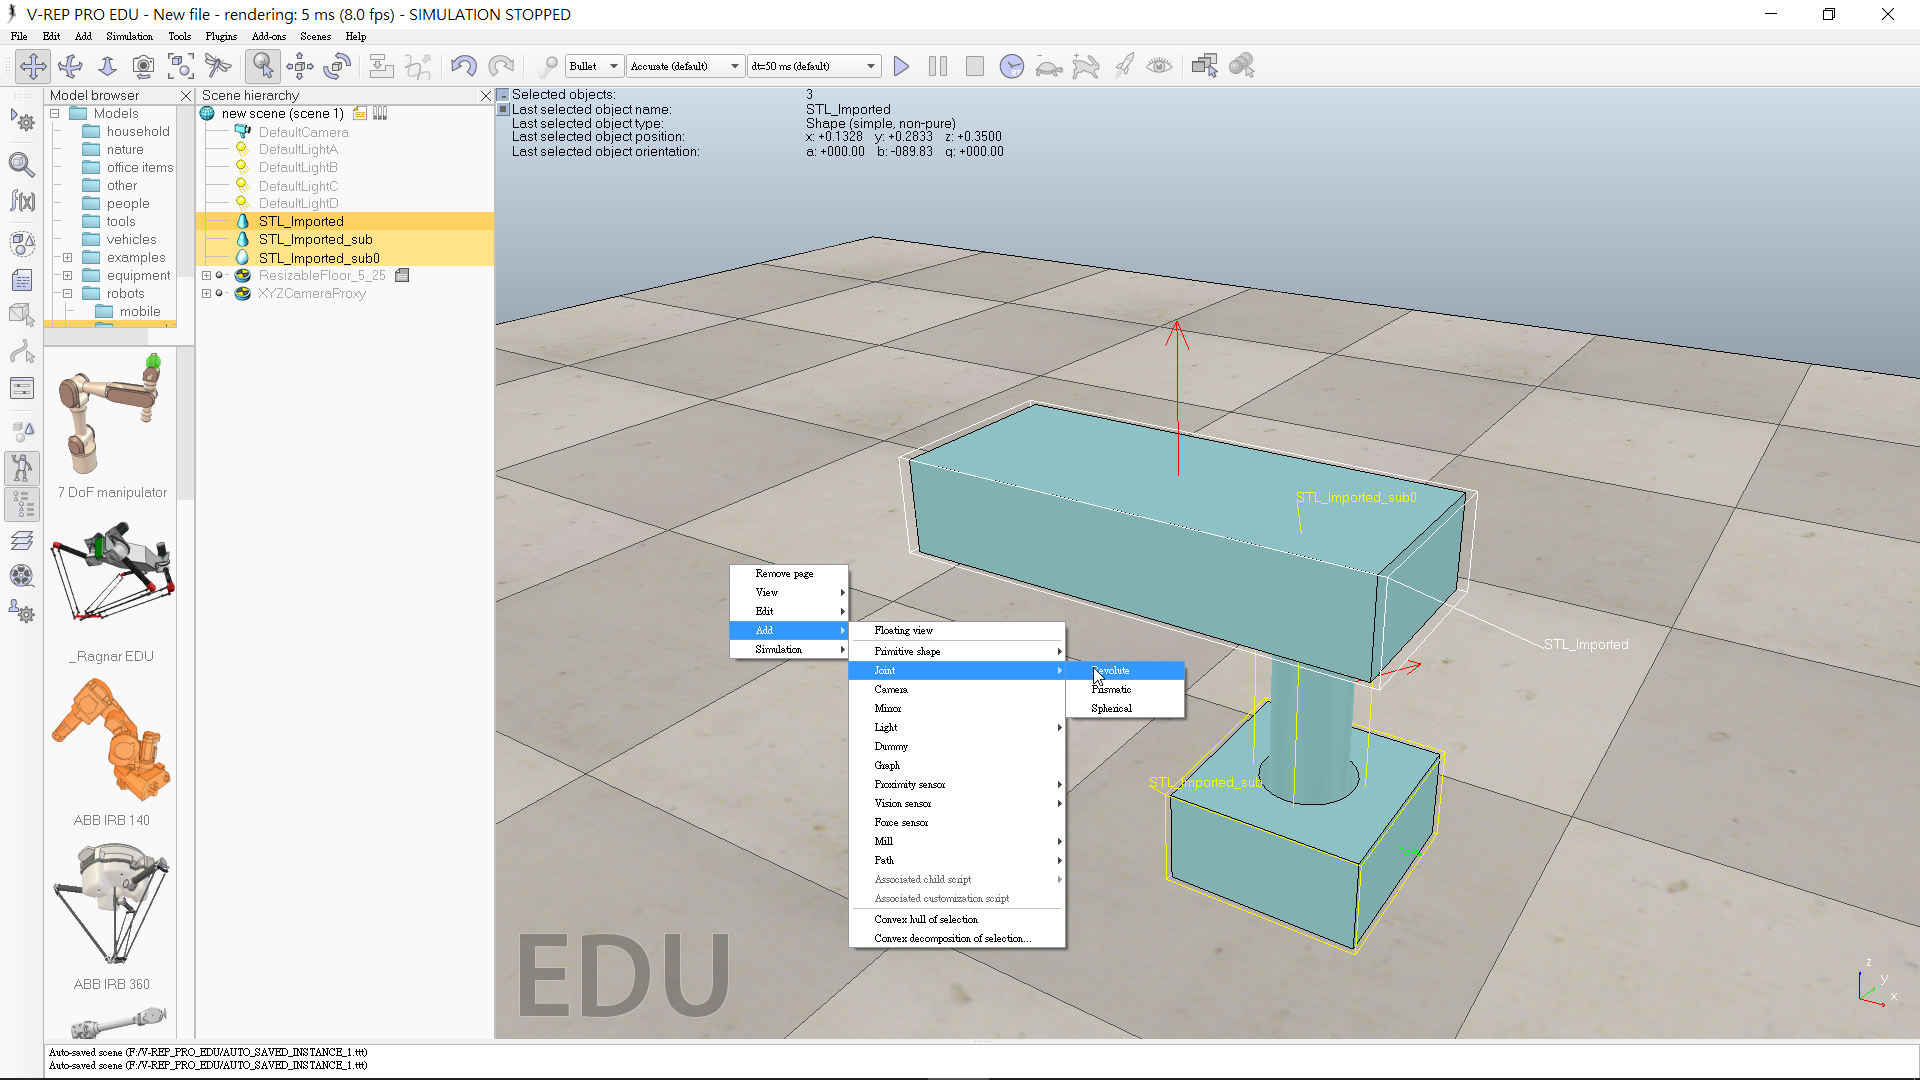 V-REP PRO EDU - New file - rendering: 5 ms (8.0 fps) - SIMULATION STOPPED
File Edit Add Simulation Tools Plugins Add-ons Scenes Help
Bullet Accurate (default) dt=50 ms (default)
Model browser
Models
household
nature
office items
other
people
tools
vehicles
examples
equipment
robots
mobile
7 DoF manipulator
_Ragnar EDU
ABB IRB 140
ABB IRB 360
Scene hierarchy
new scene (scene 1)
DefaultCamera
DefaultLightA
DefaultLightB
DefaultLightC
DefaultLightD
STL_Imported
STL_Imported_sub
STL_Imported_sub0
ResizableFloor_5_25
XYZCameraProxy
Selected objects: 3
Last selected object name: STL_Imported
Last selected object type: Shape (simple, non-pure)
Last selected object position: x: +0.1328 y: +0.2833 z: +0.3500
Last selected object orientation: a: +000.00 b: -089.83 g: +000.00
STL_Imported_sub0
STL_Imported
STL_Imported_sub
Remove page
View
Edit
Add
Simulation
Floating view
Primitive shape
Joint
Camera
Mirror
Light
Dummy
Graph
Proximity sensor
Vision sensor
Force sensor
Mill
Path
Associated child script
Associated customization script
Convex hull of selection
Convex decomposition of selection...
Revolute
Prismatic
Spherical
EDU
z
y
x
Auto-saved scene (F:/V-REP_PRO_EDU/AUTO_SAVED_INSTANCE_1.ttt)
Auto-saved scene (F:/V-REP_PRO_EDU/AUTO_SAVED_INSTANCE_1.ttt)